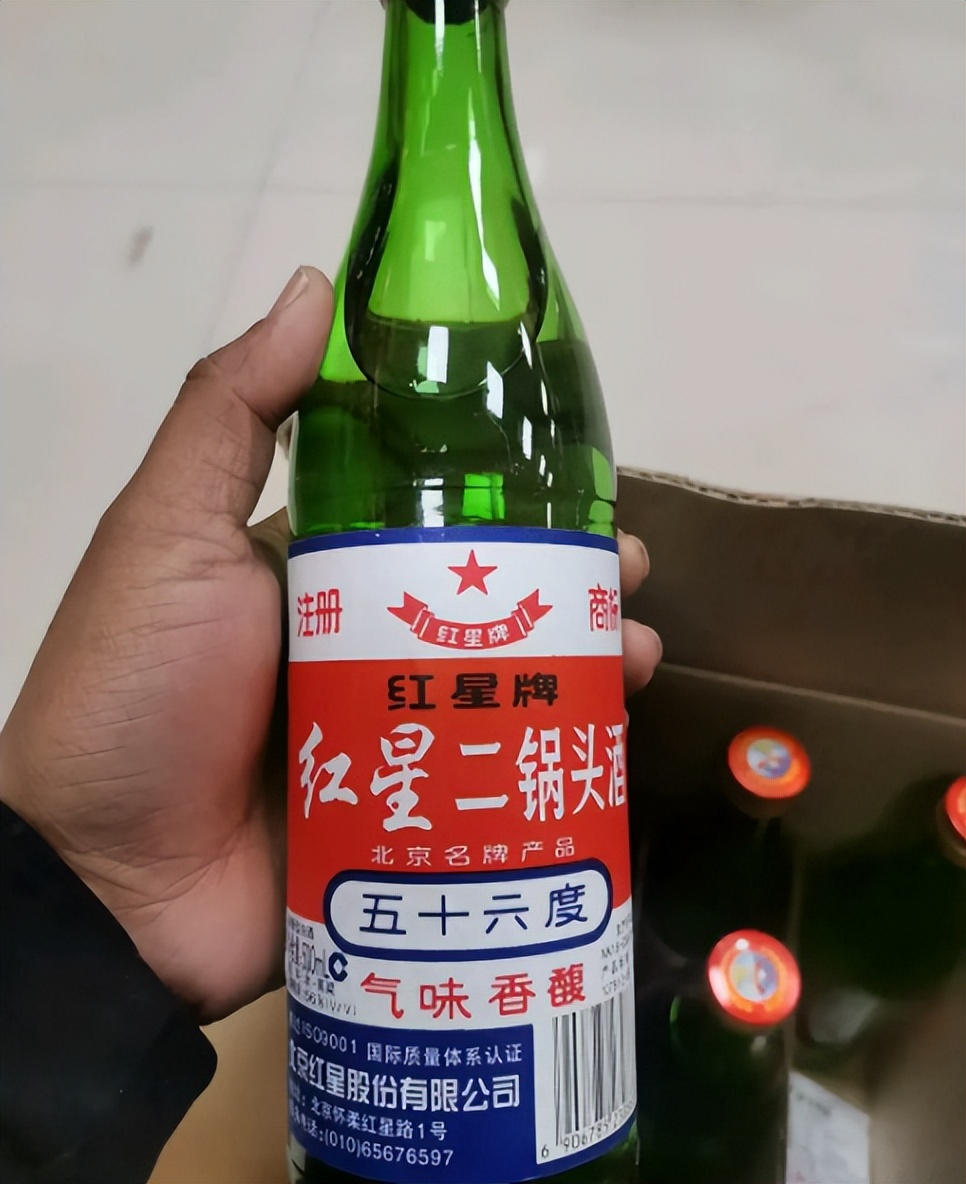 注册
商标
红星牌
红星牌
红星二锅头酒
北京名牌产品
五十六度
气味香馥
ISO9001 国际质量体系认证
北京红星股份有限公司
北京怀柔红星路1号
电话:(010)65676597